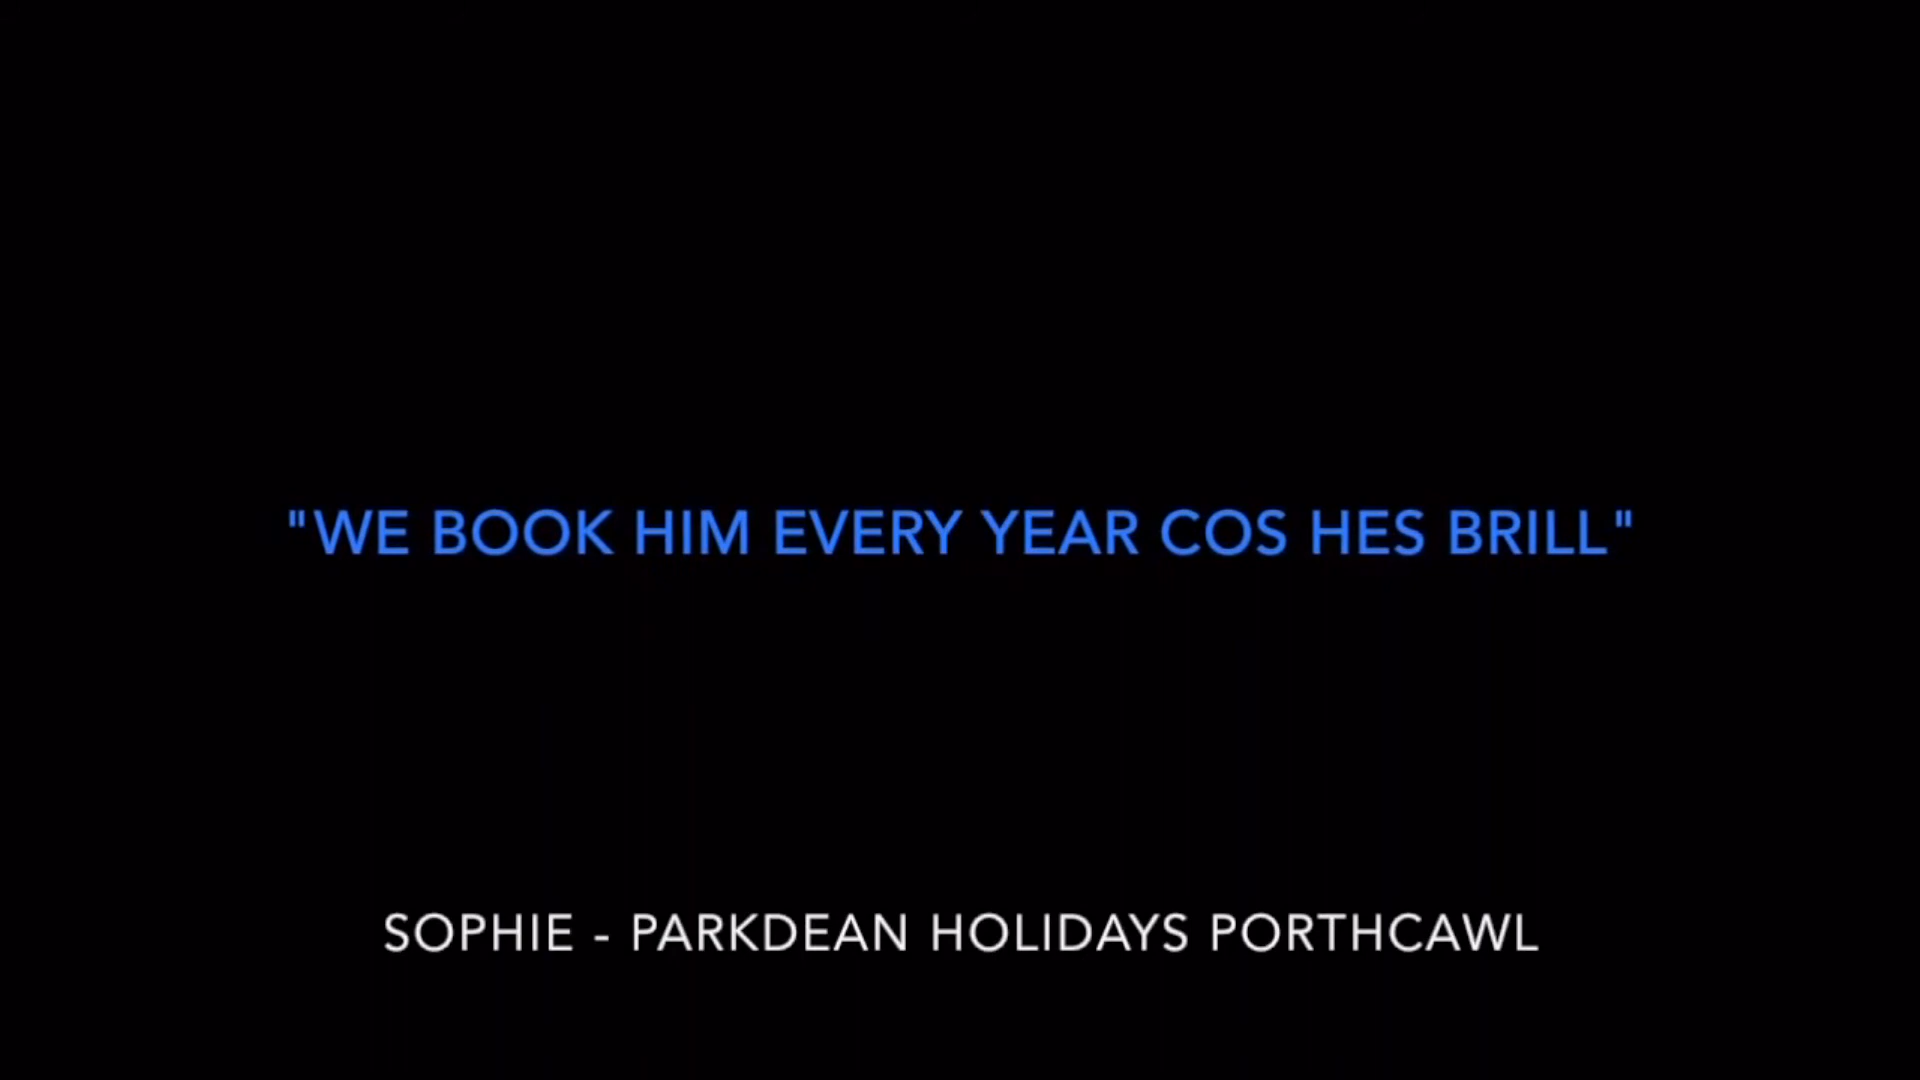 "WE BOOK HIM EVERY YEAR COS HES BRILL"
SOPHIE - PARKDEAN HOLIDAYS PORTHCAWL